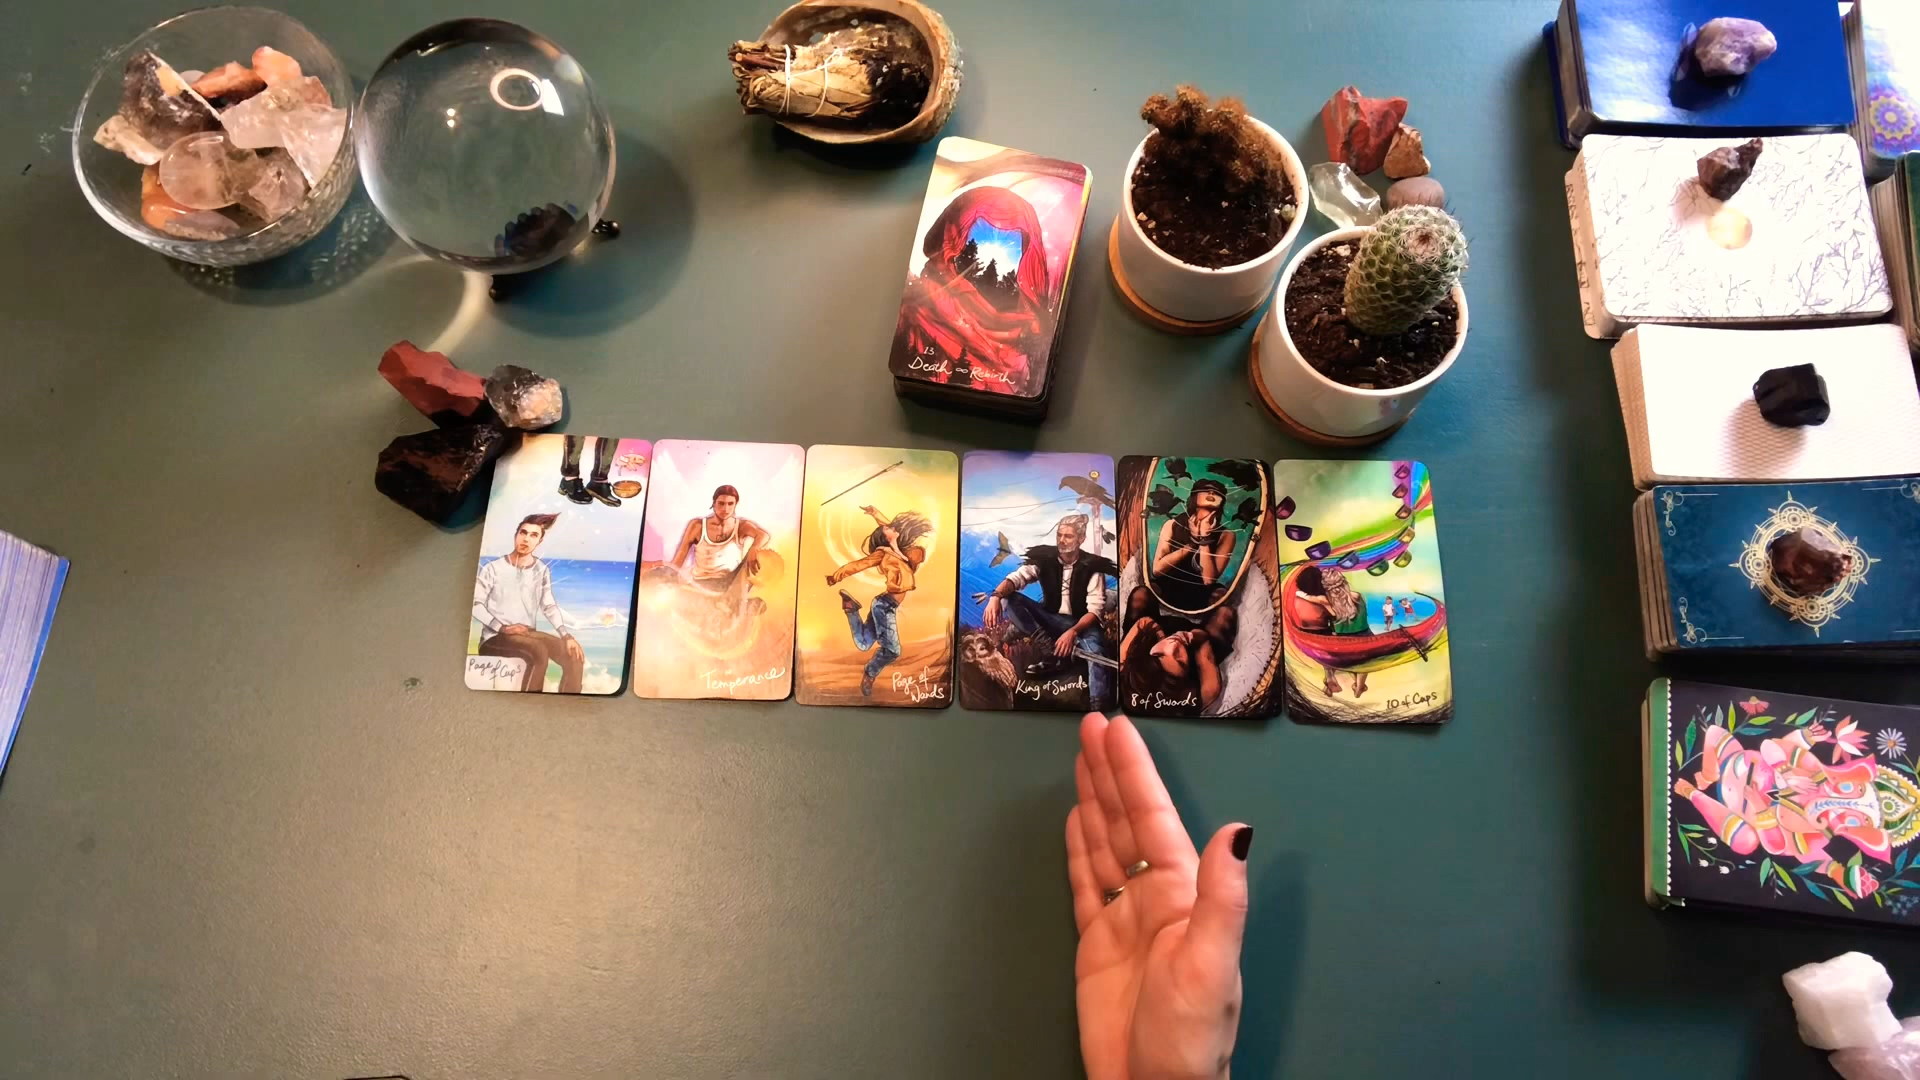 13.
Death ∞ Rebirth
Page
of Cups
Temperance
Page of
Wands
King of Swords
8 of Swords
10 of Cups